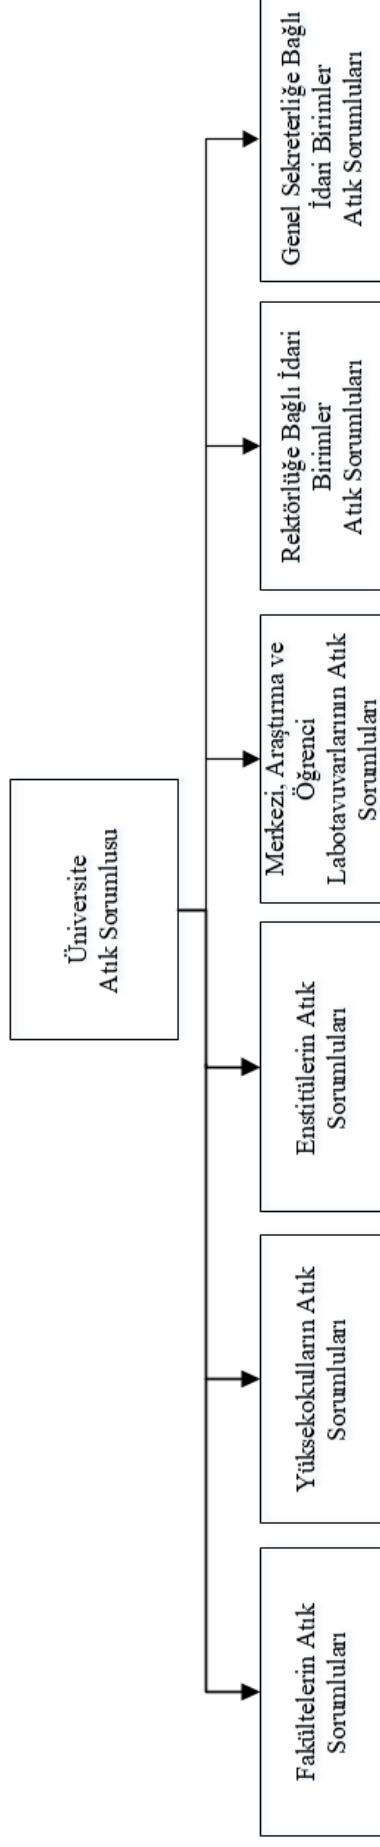 Üniversite
Atık Sorumlusu
Fakültelerin Atık
Sorumluları
Yüksekokulların Atık
Sorumluları
Enstitülerin Atık
Sorumluları
Merkezi, Araştırma ve
Öğrenci
Labotavuvarlarının Atık
Sorumluları
Rektörlüğe Bağlı İdari
Birimler
Atık Sorumluları
Genel Sekreterliğe Bağlı
İdari Birimler
Atık Sorumluları